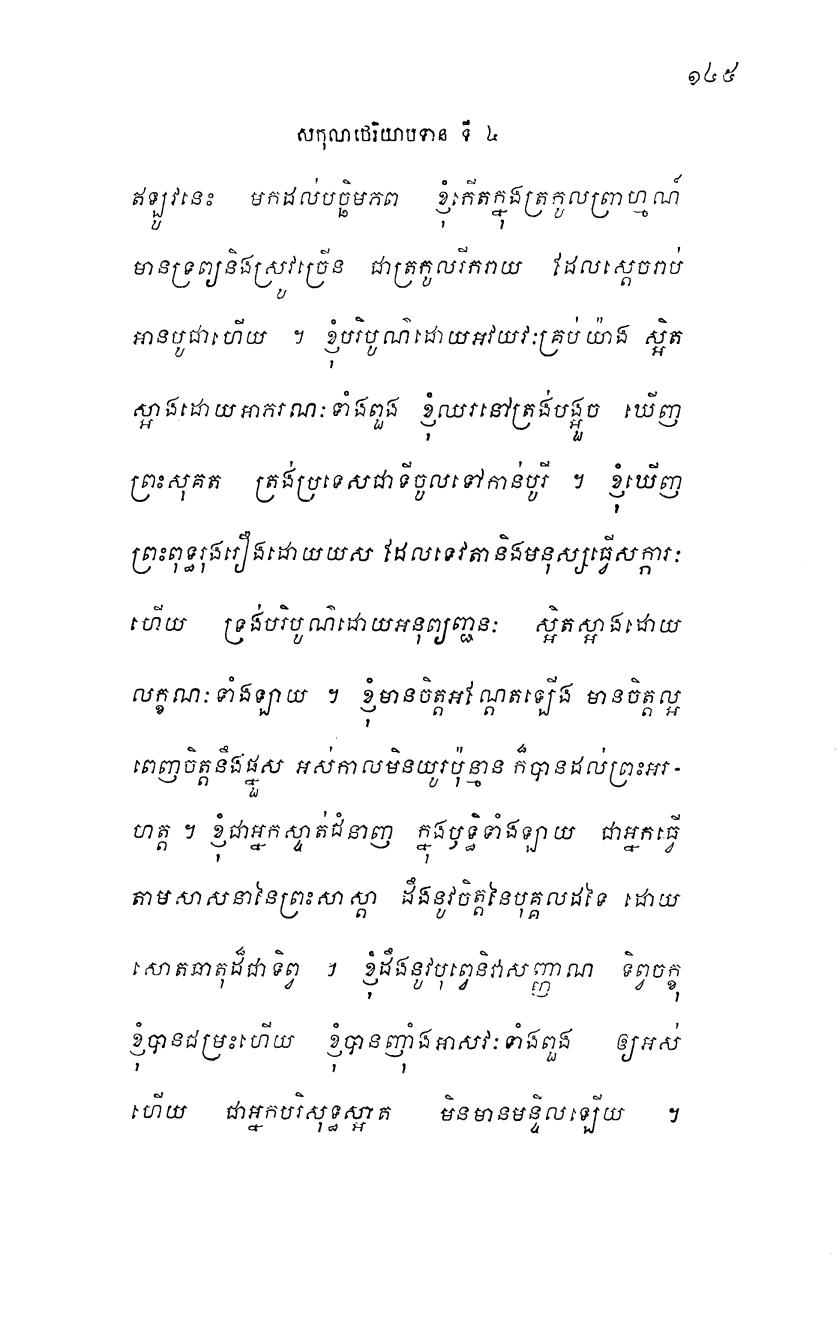 ១៤៥
សកុលាថេរិយាបទាន ទី ៤
ឥឡូវនេះ មកដល់បច្ឆិមភព ខ្ញុំកើតក្នុងត្រកូលព្រាហ្មណ៍
មានទ្រព្យនិងស្រូវច្រើន ជាត្រកូលរីករាយ ដែលស្តេចរាប់
អានបូជាហើយ ។ ខ្ញុំបរិបូណ៌ដោយអវយវៈគ្រប់យ៉ាង ស្អិត
ស្អាងដោយអាភរណៈទាំងពួង ខ្ញុំឈរនៅត្រង់បង្អួច ឃើញ
ព្រះសុគត ត្រង់ប្រទេសជាទីចូលទៅកាន់បូរី ។ ខ្ញុំឃើញ
ព្រះពុទ្ធរុងរឿងដោយយស ដែលទេវតានិងមនុស្សធ្វើសក្ការៈ
ហើយ ទ្រង់បរិបូណ៌ដោយអនុព្យញ្ជនៈ ស្អិតស្អាងដោយ
លក្ខណៈទាំងឡាយ ។ ខ្ញុំមានចិត្តអណ្តែតឡើង មានចិត្តល្អ
ពេញចិត្តនឹងផ្នួស អស់កាលមិនយូរប៉ុន្មាន ក៏បានដល់ព្រះអរ-
ហត្ត ។ ខ្ញុំជាអ្នកស្ទាត់ជំនាញ ក្នុងឫទ្ធិទាំងឡាយ ជាអ្នកធ្វើ
តាមសាសនានៃព្រះសាស្តា ដឹងនូវចិត្តនៃបុគ្គលដទៃ ដោយ
សោតធាតុដ៏ជាទិព្វ ។ ខ្ញុំដឹងនូវបុព្វេនិវាសញ្ញាណ ទិព្វចក្ខុ
ខ្ញុំបានជម្រះហើយ ខ្ញុំបានញ៉ាំងអាសវៈទាំងពួង ឲ្យអស់
ហើយ ជាអ្នកបរិសុទ្ធស្អាត មិនមានមន្ទិលឡើយ ។